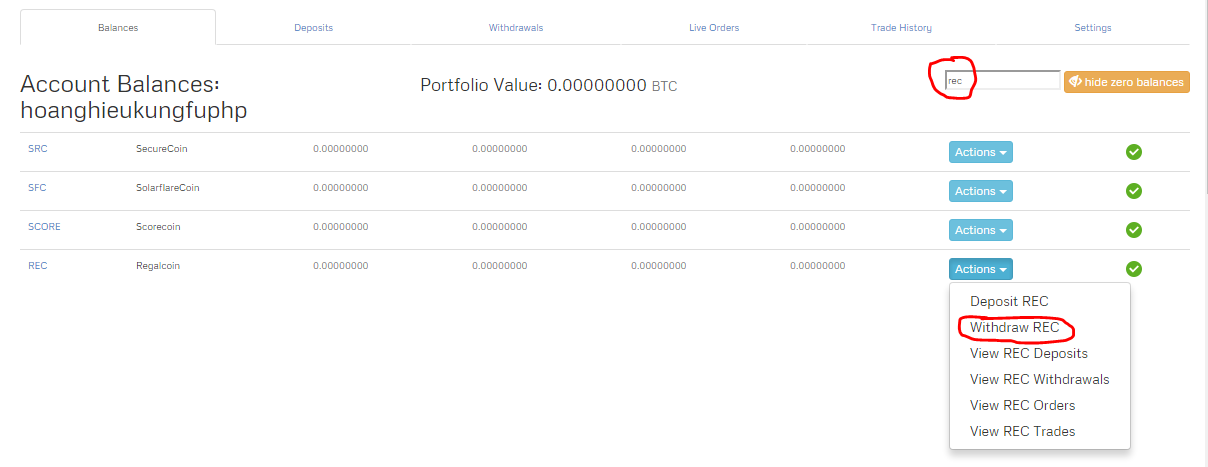 Balances Deposits Withdrawals Live Orders Trade History Settings
Account Balances:
hoanghieukungfuphp
Portfolio Value: 0.00000000 BTC
rec
hide zero balances
SRC SecureCoin 0.00000000 0.00000000 0.00000000 0.00000000 Actions
SFC SolarflareCoin 0.00000000 0.00000000 0.00000000 0.00000000 Actions
SCORE Scorecoin 0.00000000 0.00000000 0.00000000 0.00000000 Actions
REC Regalcoin 0.00000000 0.00000000 0.00000000 0.00000000 Actions
Deposit REC
Withdraw REC
View REC Deposits
View REC Withdrawals
View REC Orders
View REC Trades